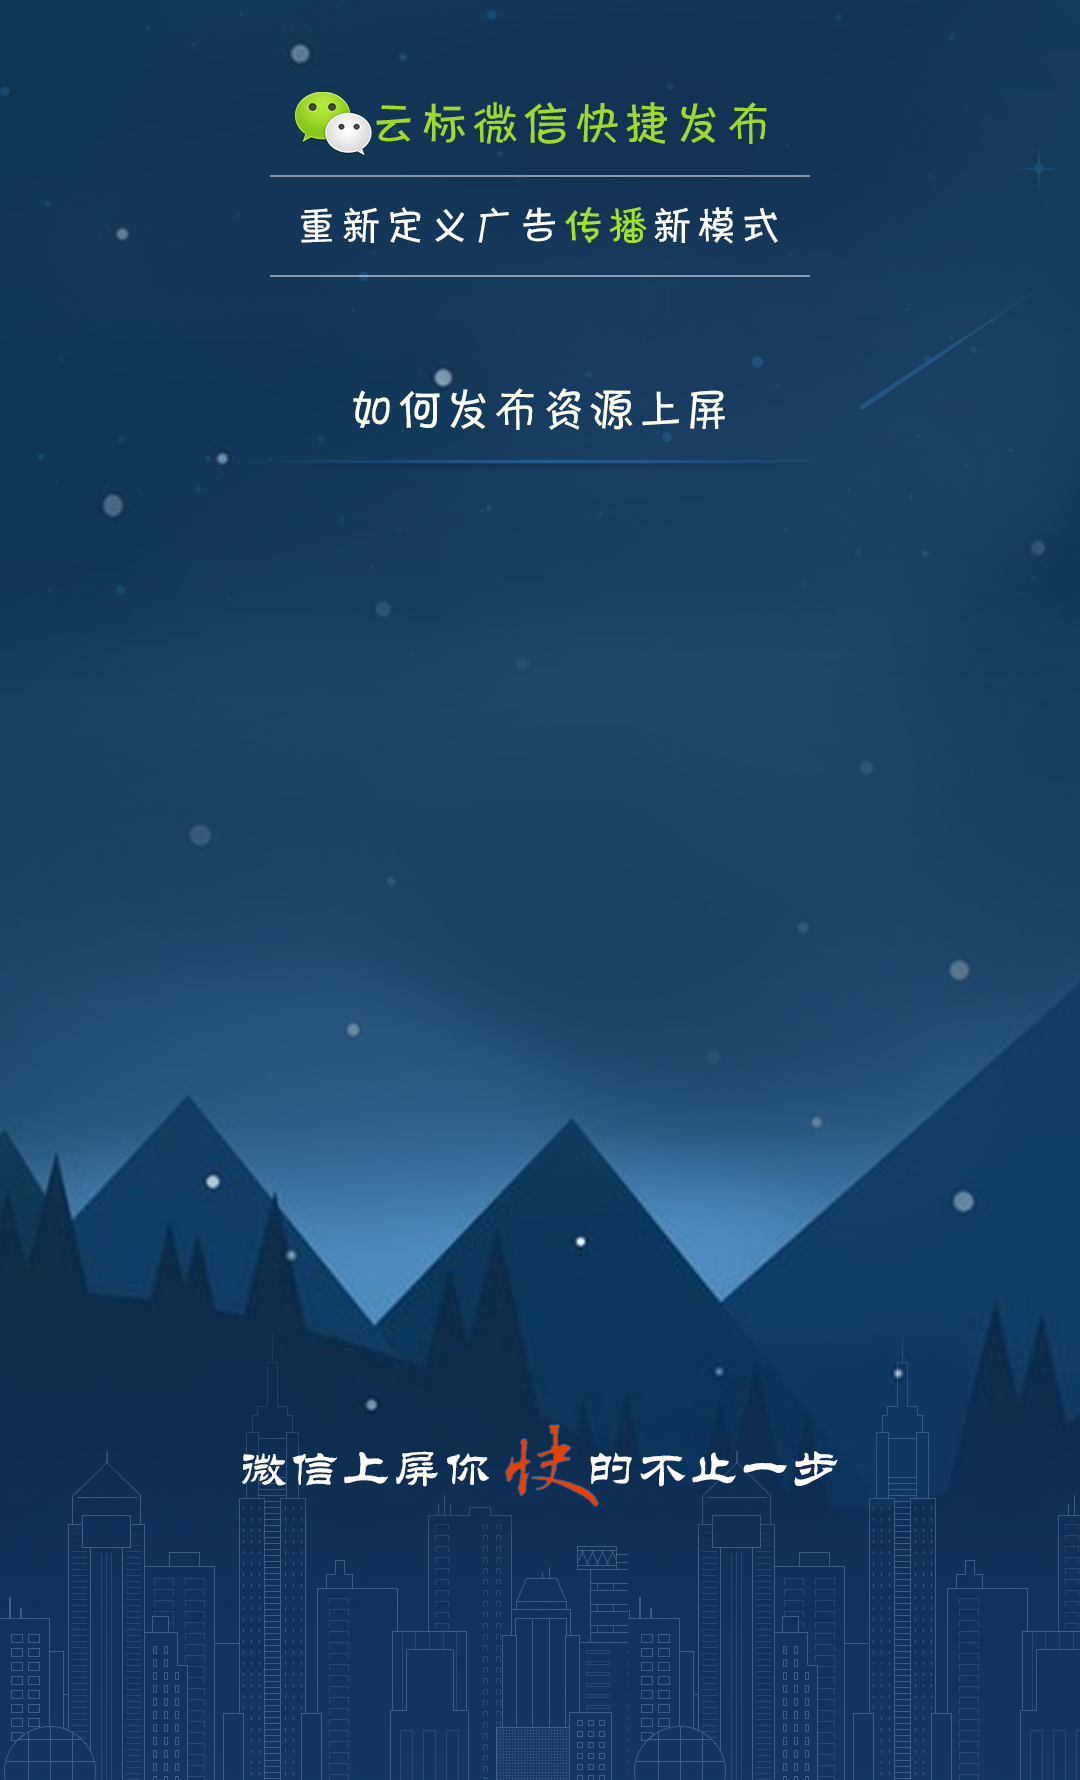 云标微信快捷发布
重新定义广告传播新模式
如何发布资源上屏
微信上屏你快的不止一步